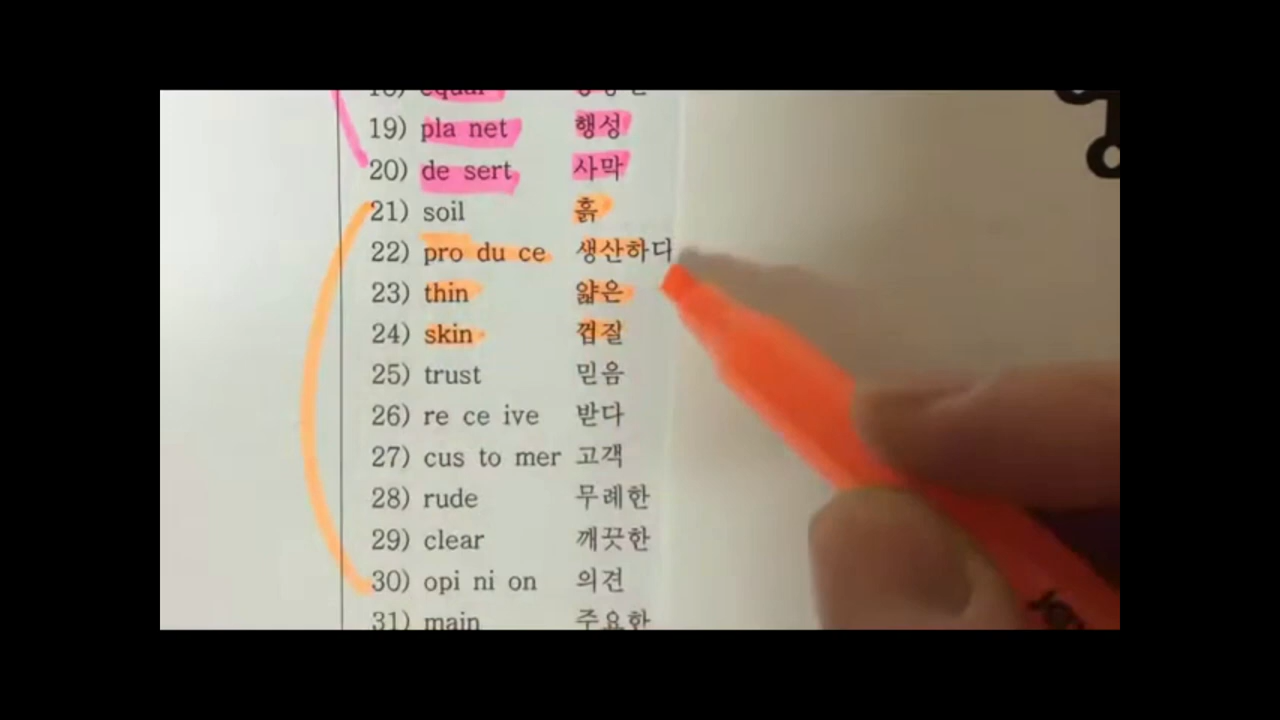 18) equal
19) pla net 행성
20) de sert 사막
21) soil 흙
22) pro du ce 생산하다
23) thin 얇은
24) skin 껍질
25) trust 믿음
26) re ce ive 받다
27) cus to mer 고객
28) rude 무례한
29) clear 깨끗한
30) opi ni on 의견
31) main 주요한